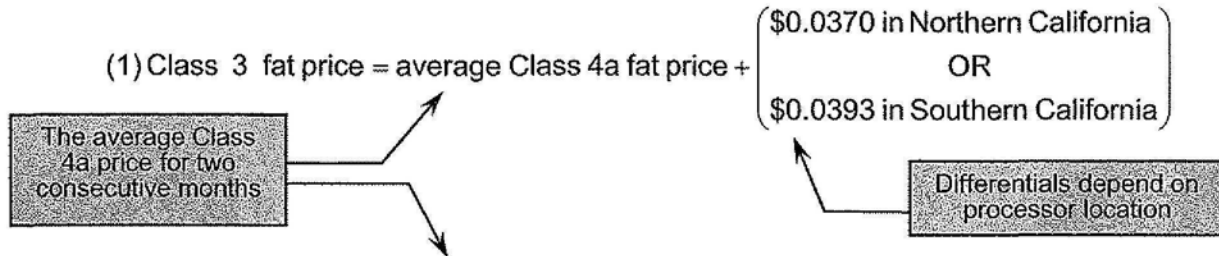 $0.0370 in Northern California
(1) Class 3 fat price = average Class 4a fat price + OR
$0.0393 in Southern California
The average Class
4a price for two
consecutive months
Differentials depend on
processor location